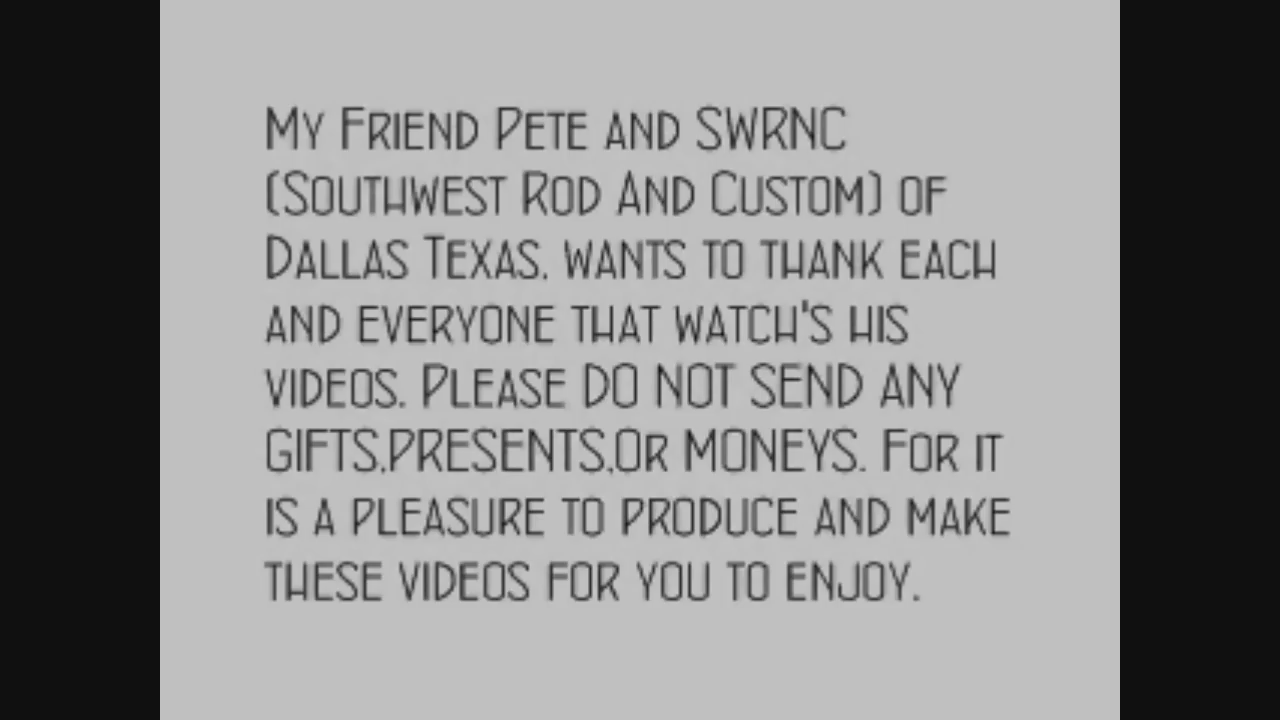 My Friend Pete and SWRNC
(Southwest Rod And Custom) of
Dallas Texas, wants to thank each
and everyone that watch's his
videos. Please DO NOT SEND ANY
GIFTS,PRESENTS,Or MONEYS. For it
is a pleasure to produce and make
these videos for you to enjoy.